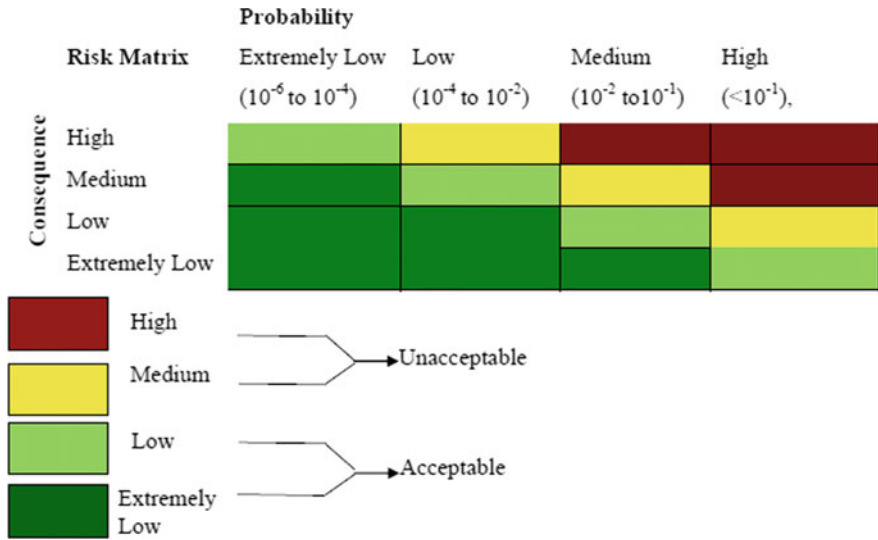 Probability
Risk Matrix Extremely Low Low Medium High
(10⁻⁶ to 10⁻⁴) (10⁻⁴ to 10⁻²) (10⁻² to10⁻¹) (<10⁻¹),
Consequence
High
Medium
Low
Extremely Low
High
Medium
Unacceptable
Low
Acceptable
Extremely
Low